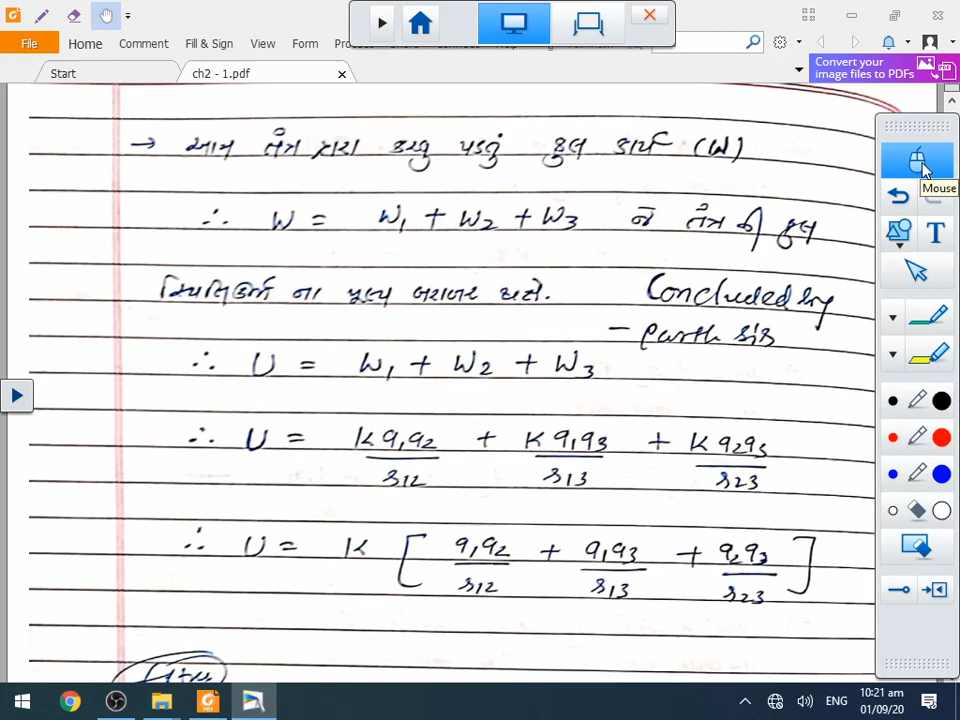 File Home Comment Fill & Sign View Form
Convert your
image files to PDFs
Start ch2 - 1.pdf
→ આમ તંત્ર દ્વારા કરવું પડતું કુલ કાર્ય (W)
Mouse
∴ W = W₁ + W₂ + W₃ જે તંત્ર ની કુલ
સ્થિતિઊર્જા ના મૂલ્ય બરાબર થશે. Concluded by
- Parth sir
∴ U = W₁ + W₂ + W₃
∴ U = Kq₁q₂/r₁₂ + Kq₁q₃/r₁₃ + Kq₂q₃/r₂₃
∴ U = K [ q₁q₂/r₁₂ + q₁q₃/r₁₃ + q₂q₃/r₂₃ ]
ENG 10:21 am
01/09/20